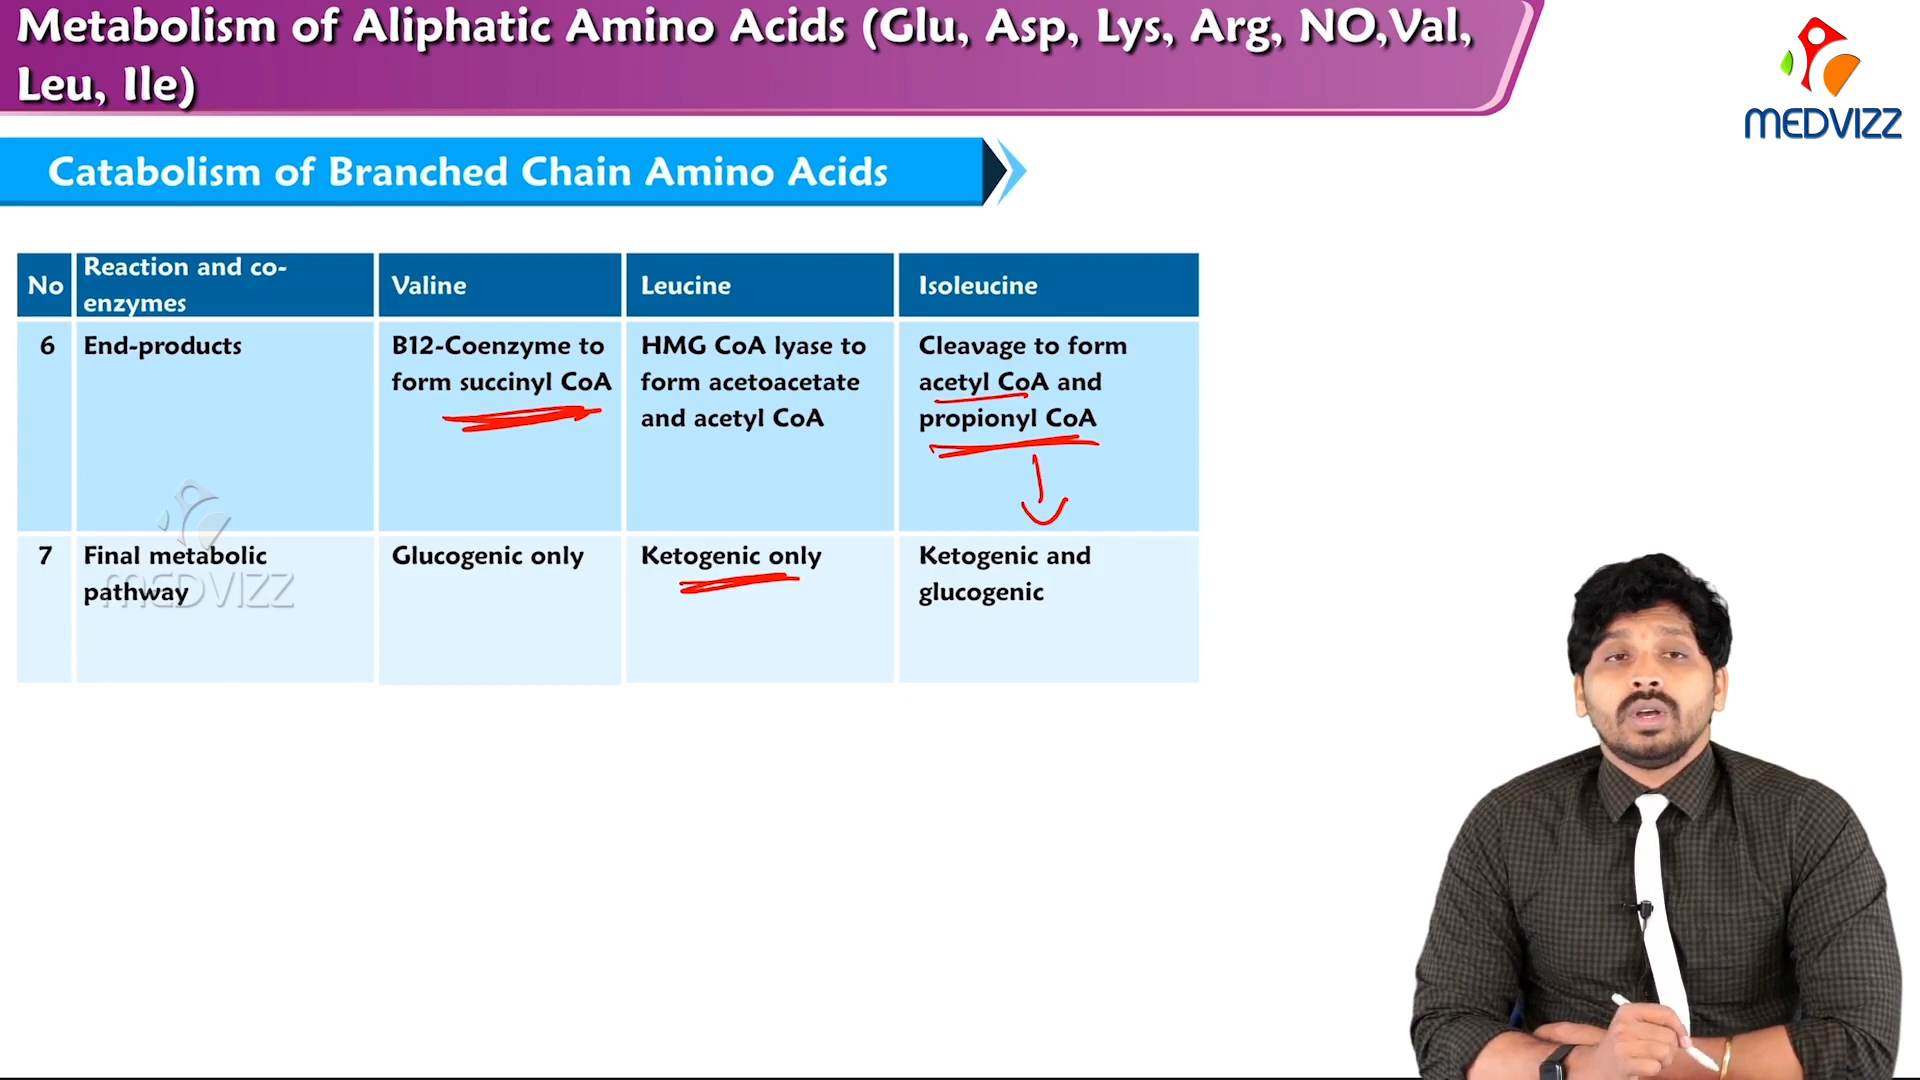 Metabolism of Aliphatic Amino Acids (Glu, Asp, Lys, Arg, NO,Val,
Leu, Ile)
MEDVIZZ
Catabolism of Branched Chain Amino Acids
No
Reaction and co-
enzymes
Valine
Leucine
Isoleucine
6
End-products
B12-Coenzyme to
form succinyl CoA
HMG CoA lyase to
form acetoacetate
and acetyl CoA
Cleavage to form
acetyl CoA and
propionyl CoA
7
Final metabolic
pathway
Glucogenic only
Ketogenic only
Ketogenic and
glucogenic
MEDVIZZ